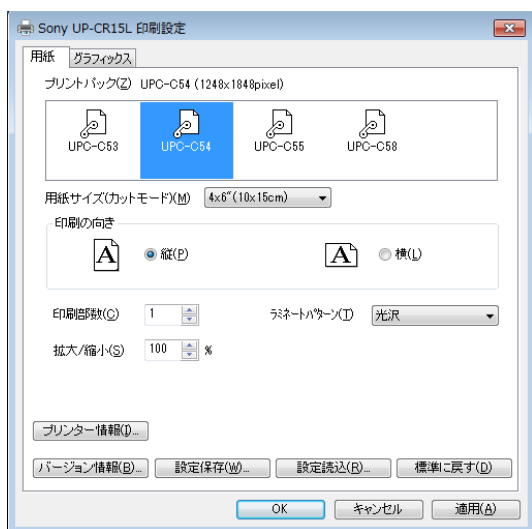 Sony UP-CR15L 印刷設定
用紙 グラフィックス
プリントパック(Z) UPC-C54 (1248x1848pixel)
UPC-C53 UPC-C54 UPC-C55 UPC-C58
用紙サイズ(カットモード)(M) 4x6"(10x15cm)
印刷の向き
A 縦(P) A 横(L)
印刷部数(C) 1 ラミネートパターン(T) 光沢
拡大/縮小(S) 100 %
プリンター情報(I)...
バージョン情報(B)... 設定保存(W)... 設定読込(R)... 標準に戻す(D)
OK キャンセル 適用(A)